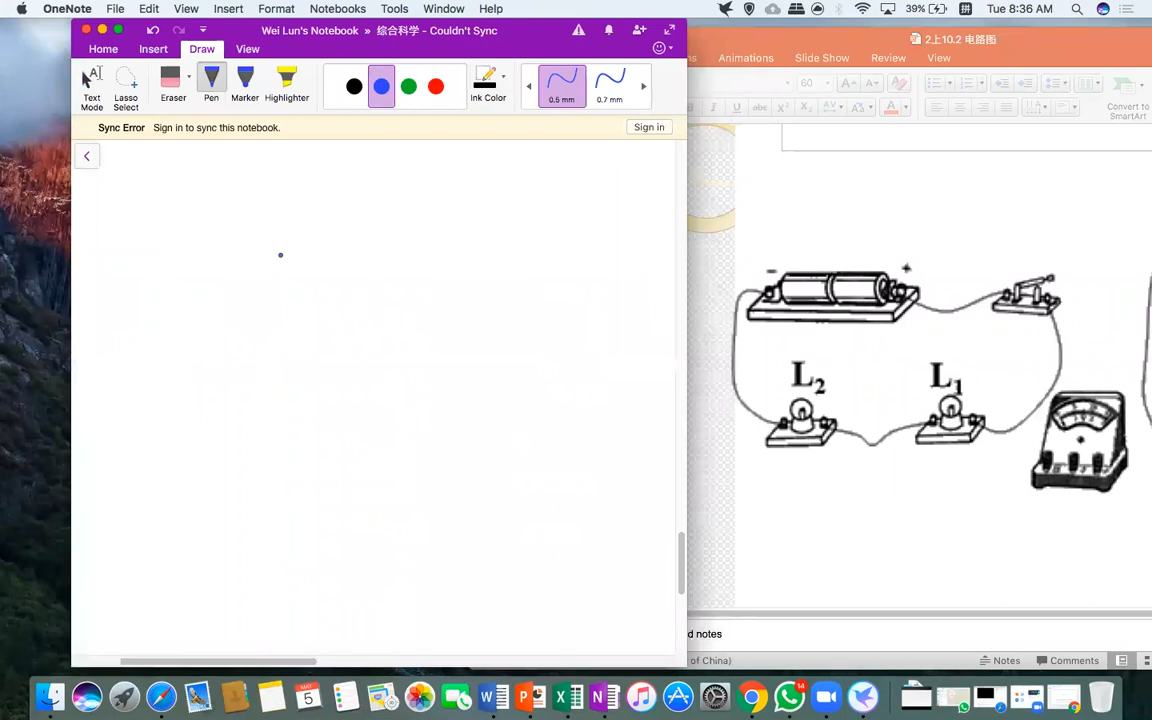 OneNote File Edit View Insert Format Notebooks Tools Window Help
39% Tue 8:36 AM
Wei Lun's Notebook » 综合科学 - Couldn't Sync
Home Insert Draw View
Text Mode
Lasso Select
Eraser
Pen
Marker
Highlighter
Ink Color
0.5 mm
0.7 mm
Sync Error Sign in to sync this notebook.
Sign in
2上10.2 电路图
Animations Slide Show Review View
60
Convert to SmartArt
− +
L2 L1
d notes
of China)
Notes Comments
MAY 5
14